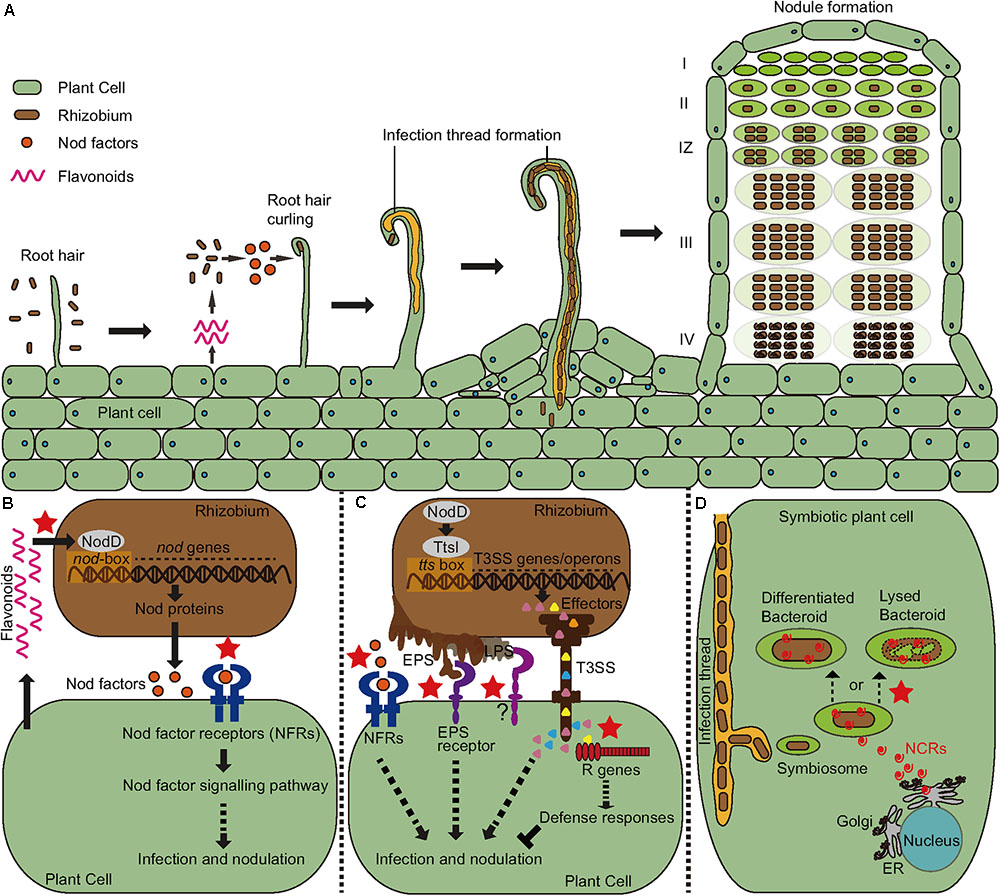 A
Nodule formation
Plant Cell
Rhizobium
Nod factors
Flavonoids
Root hair
Root hair
curling
Infection thread formation
I
II
IZ
III
IV
Plant cell
B
Rhizobium
NodD
nod genes
nod-box
Nod proteins
Flavonoids
Nod factors
Nod factor receptors (NFRs)
Nod factor signalling pathway
Infection and nodulation
Plant Cell
C
NodD
Rhizobium
TtsI
tts box
T3SS genes/operons
Effectors
EPS
LPS
T3SS
NFRs
EPS
receptor
?
R genes
Defense responses
Infection and nodulation
Plant Cell
D
Symbiotic plant cell
Infection thread
Differentiated
Bacteroid
Lysed
Bacteroid
or
Symbiosome
NCRs
Golgi
Nucleus
ER